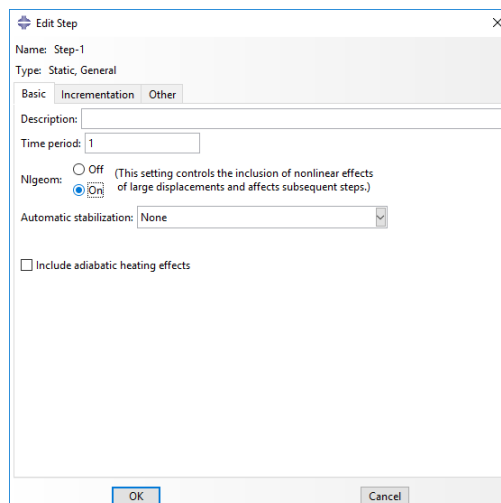 Edit Step
Name: Step-1
Type: Static, General
Basic Incrementation Other
Description:
Time period: 1
Nlgeom:
Off
On
(This setting controls the inclusion of nonlinear effects
of large displacements and affects subsequent steps.)
Automatic stabilization: None
Include adiabatic heating effects
OK Cancel